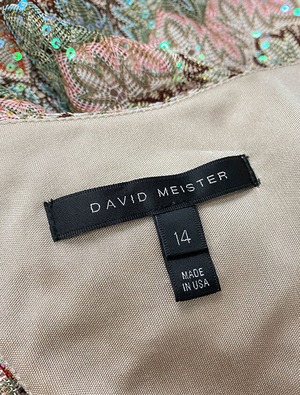 DAVID MEISTER
14
MADE
IN USA